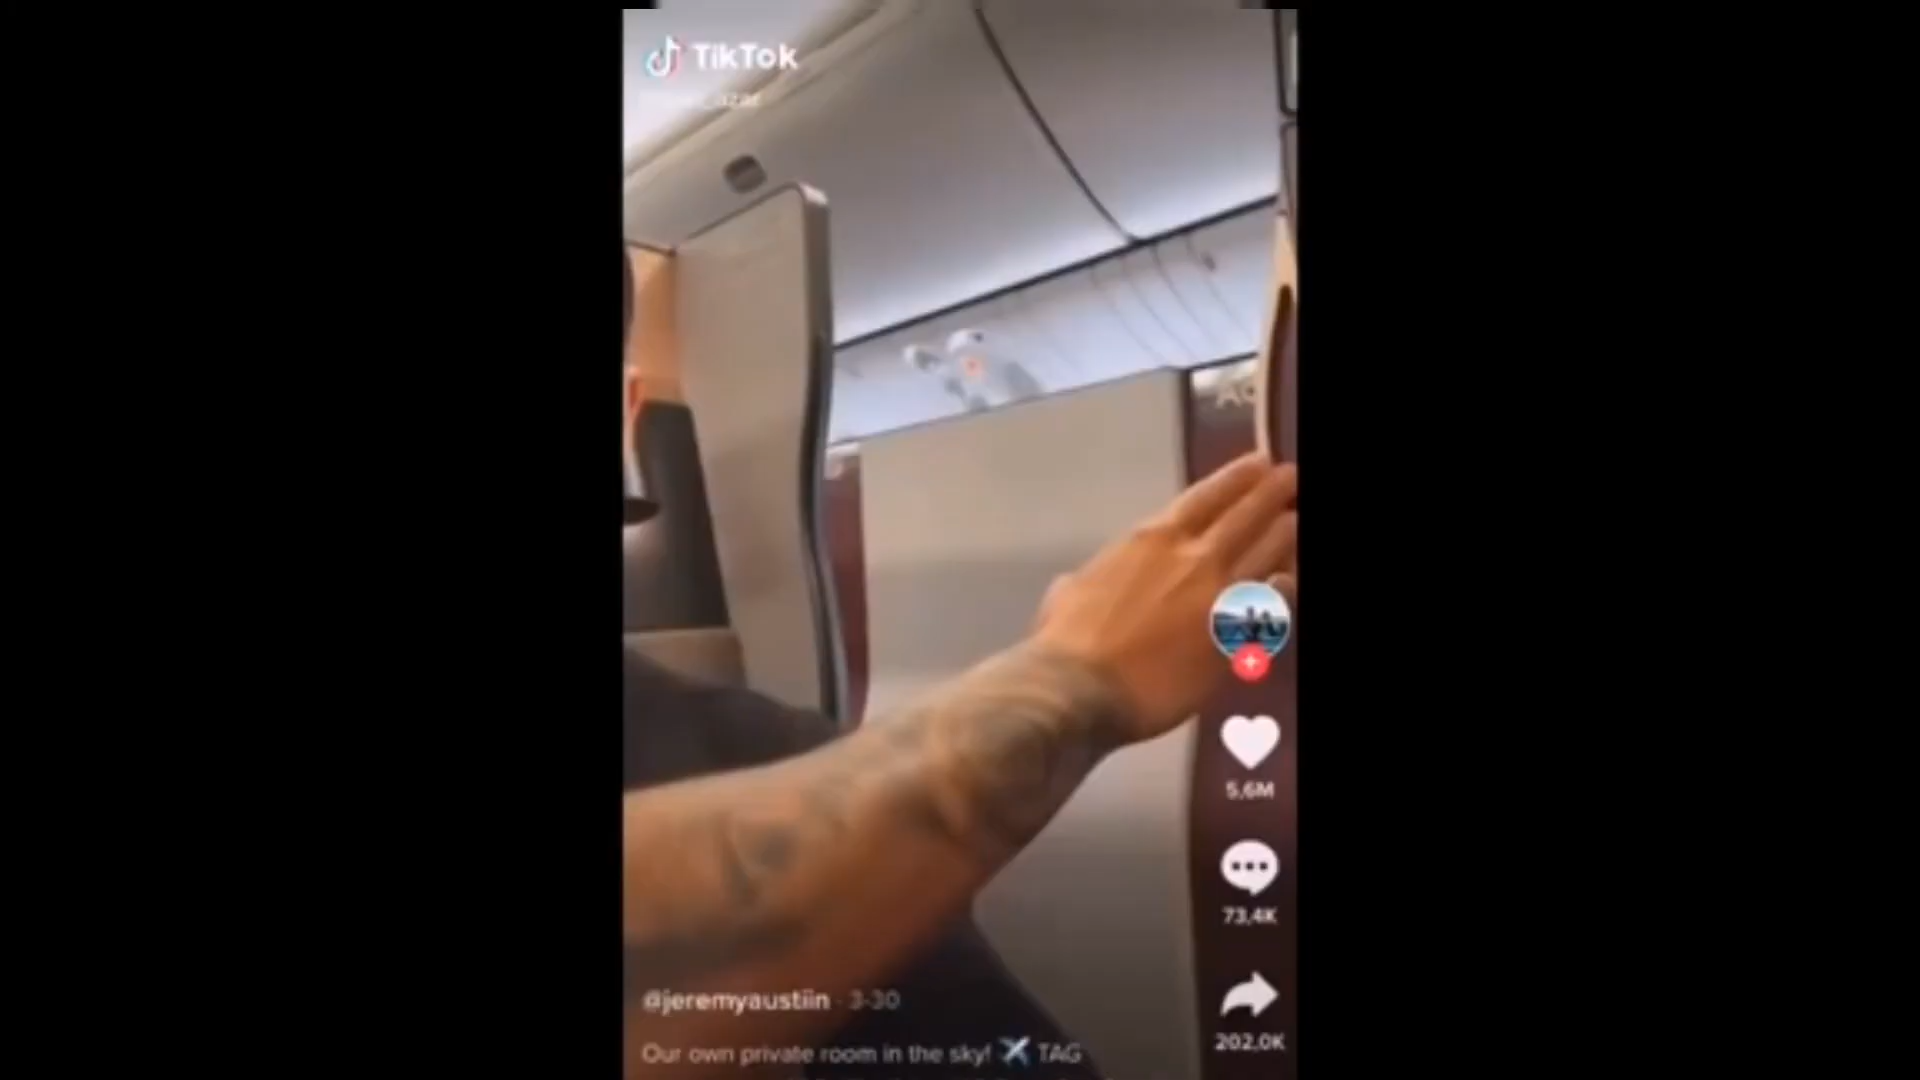 TikTok
5,6M
73,4K
202,0K
@jeremyaustiin · 3-30
Our own private room in the sky! ✈ TAG